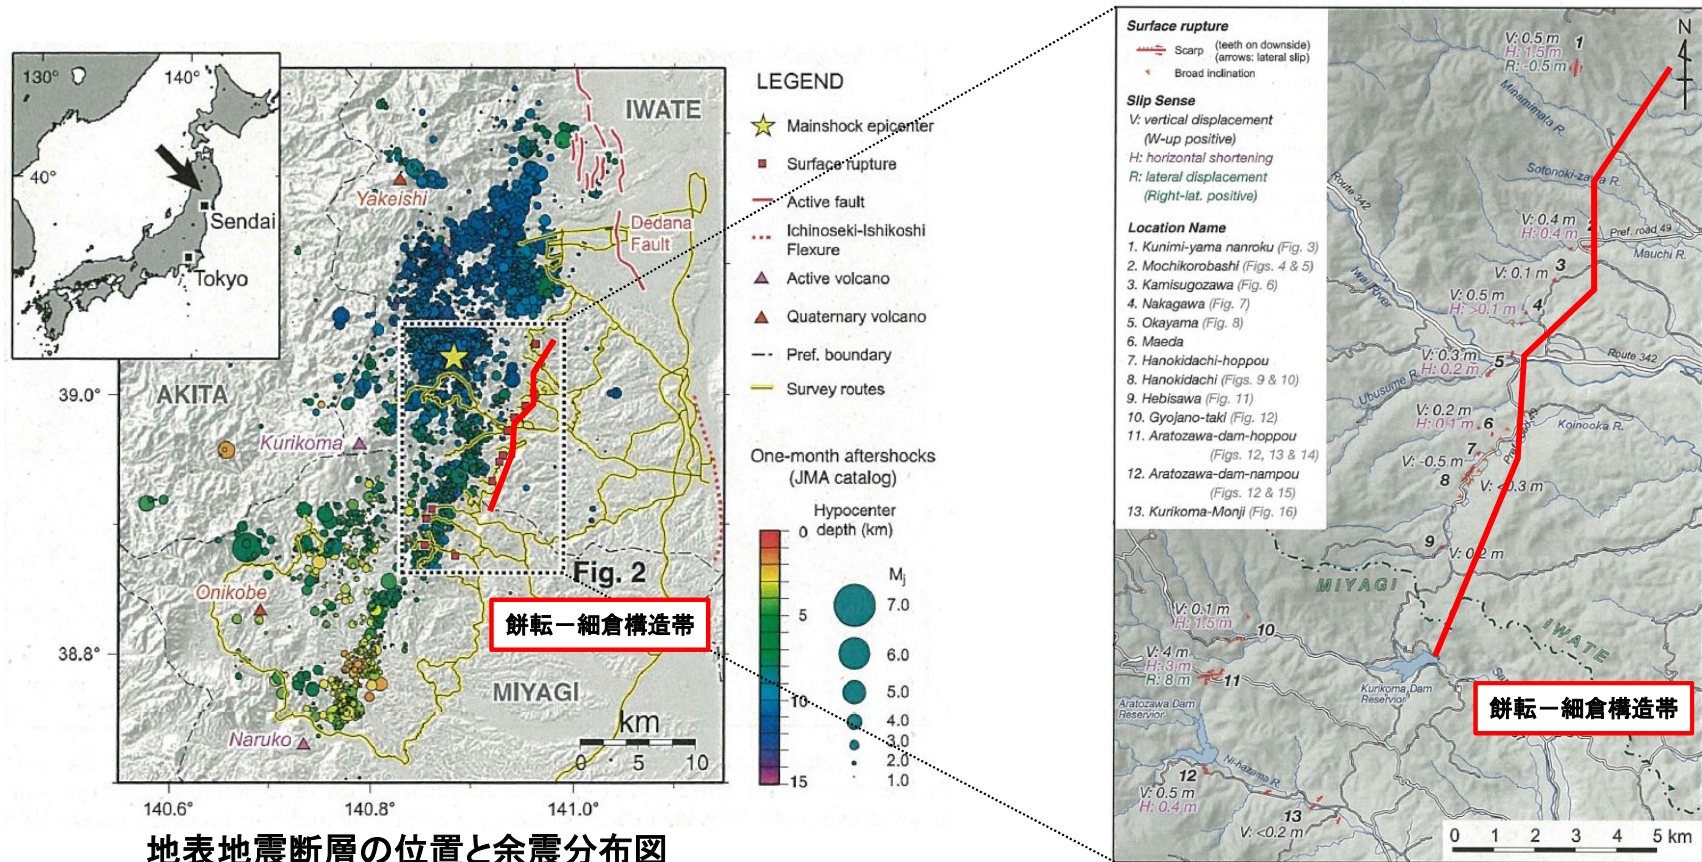 130°
140°
40°
Sendai
Tokyo
IWATE
Yakeishi
Dedana
Fault
39.0°
AKITA
Kurikoma
Onikobe
Fig. 2
餅転－細倉構造帯
38.8°
MIYAGI
Naruko
km
0 10
140.6°
140.8°
141.0°
地表地震断層の位置と余震分布図
LEGEND
Mainshock epicenter
Surface rupture
Active fault
Ichinoseki-Ishikoshi
Flexure
Active volcano
Quaternary volcano
Pref. boundary
Survey routes
One-month aftershocks
(JMA catalog)
Hypocenter
depth (km)
0
5
10
15
Mj
7.0
6.0
5.0
4.0
3.0
2.0
1.0
Surface rupture
Scarp (teeth on downside)
(arrows: lateral slip)
Broad inclination
Slip Sense
V: vertical displacement
(W-up positive)
H: horizontal shortening
R: lateral displacement
(Right-lat. positive)
Location Name
1. Kunimi-yama nanroku (Fig. 3)
2. Mochikorobashi (Figs. 4 & 5)
3. Kamisugozawa (Fig. 6)
4. Nakagawa (Fig. 7)
5. Okayama (Fig. 8)
6. Maeda
7. Hanokidachi-hoppou
8. Hanokidachi (Figs. 9 & 10)
9. Hebisawa (Fig. 11)
10. Gyojano-taki (Fig. 12)
11. Aratozawa-dam-hoppou
(Figs. 12, 13 & 14)
12. Aratozawa-dam-nampou
(Figs. 12 & 15)
13. Kurikoma-Monji (Fig. 16)
N
V: 0.5 m
H: 1.5 m
R: -0.5 m
1
Minamimata R.
Sotonoki-zawa R.
Route 342
V: 0.4 m
H: 0.4 m
2
Pref. road 49
Mauchi R.
Iwai River
V: 0.1 m
3
V: 0.5 m
H: >0.1 m
4
V: 0.3 m
H: 0.2 m
5
Route 342
Ubusume R.
V: 0.2 m
H: 0.1 m
6
Koinooka R.
7
V: -0.5 m
8
V: <0.3 m
9
V: 0.2 m
MIYAGI
IWATE
V: 0.1 m
H: 1.5 m
10
V: 4 m
H: 3 m
R: 8 m
11
Kurikoma Dam
Reservior
餅転－細倉構造帯
Aratozawa Dam
Reservior
Ni-hazama R.
12
V: 0.5 m
H: 0.4 m
13
V: <0.2 m
0 1 2 3 4 5 km